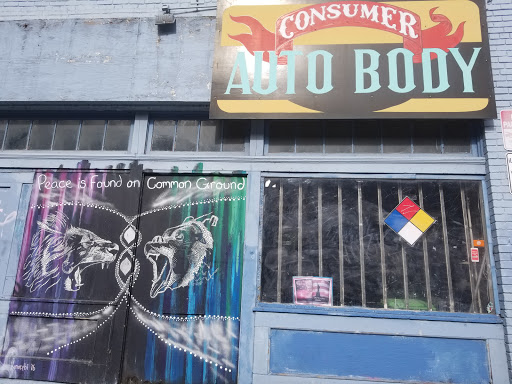 CONSUMER
AUTO BODY
Peace is Found on Common Ground